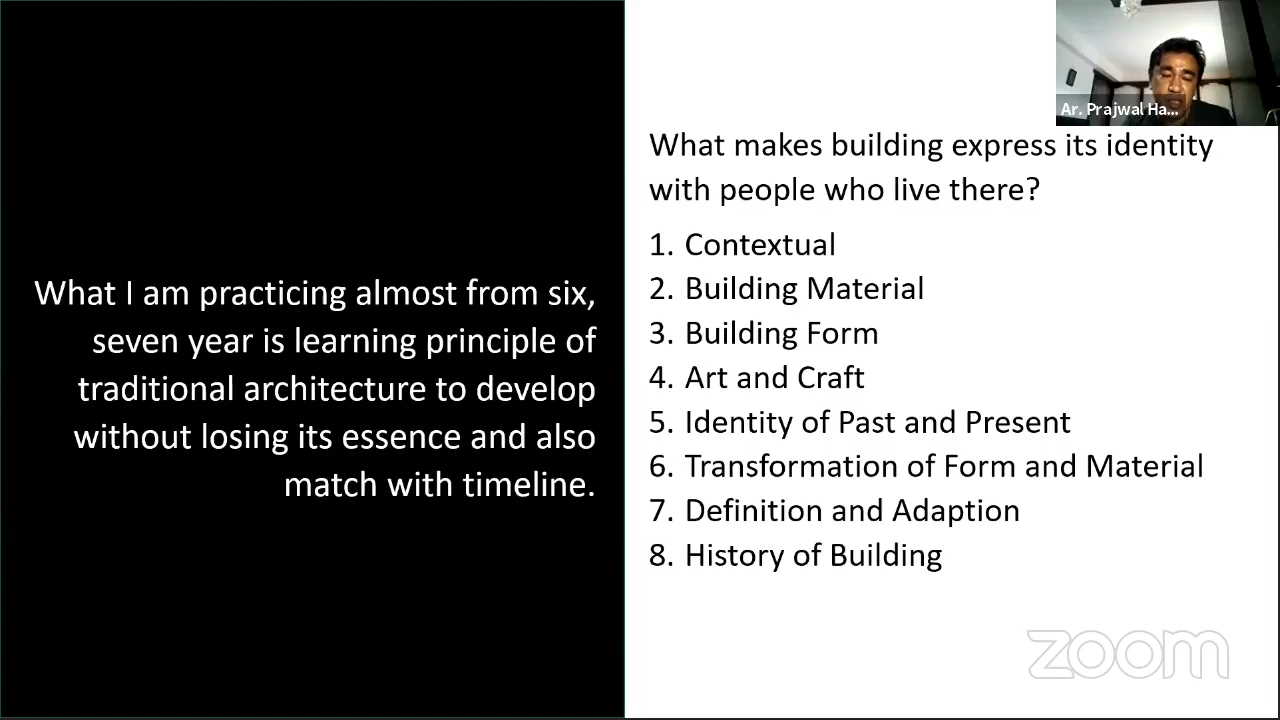 What I am practicing almost from six,
seven year is learning principle of
traditional architecture to develop
without losing its essence and also
match with timeline.
Ar. Prajwal Ha...
What makes building express its identity
with people who live there?
1. Contextual
2. Building Material
3. Building Form
4. Art and Craft
5. Identity of Past and Present
6. Transformation of Form and Material
7. Definition and Adaption
8. History of Building
zoom